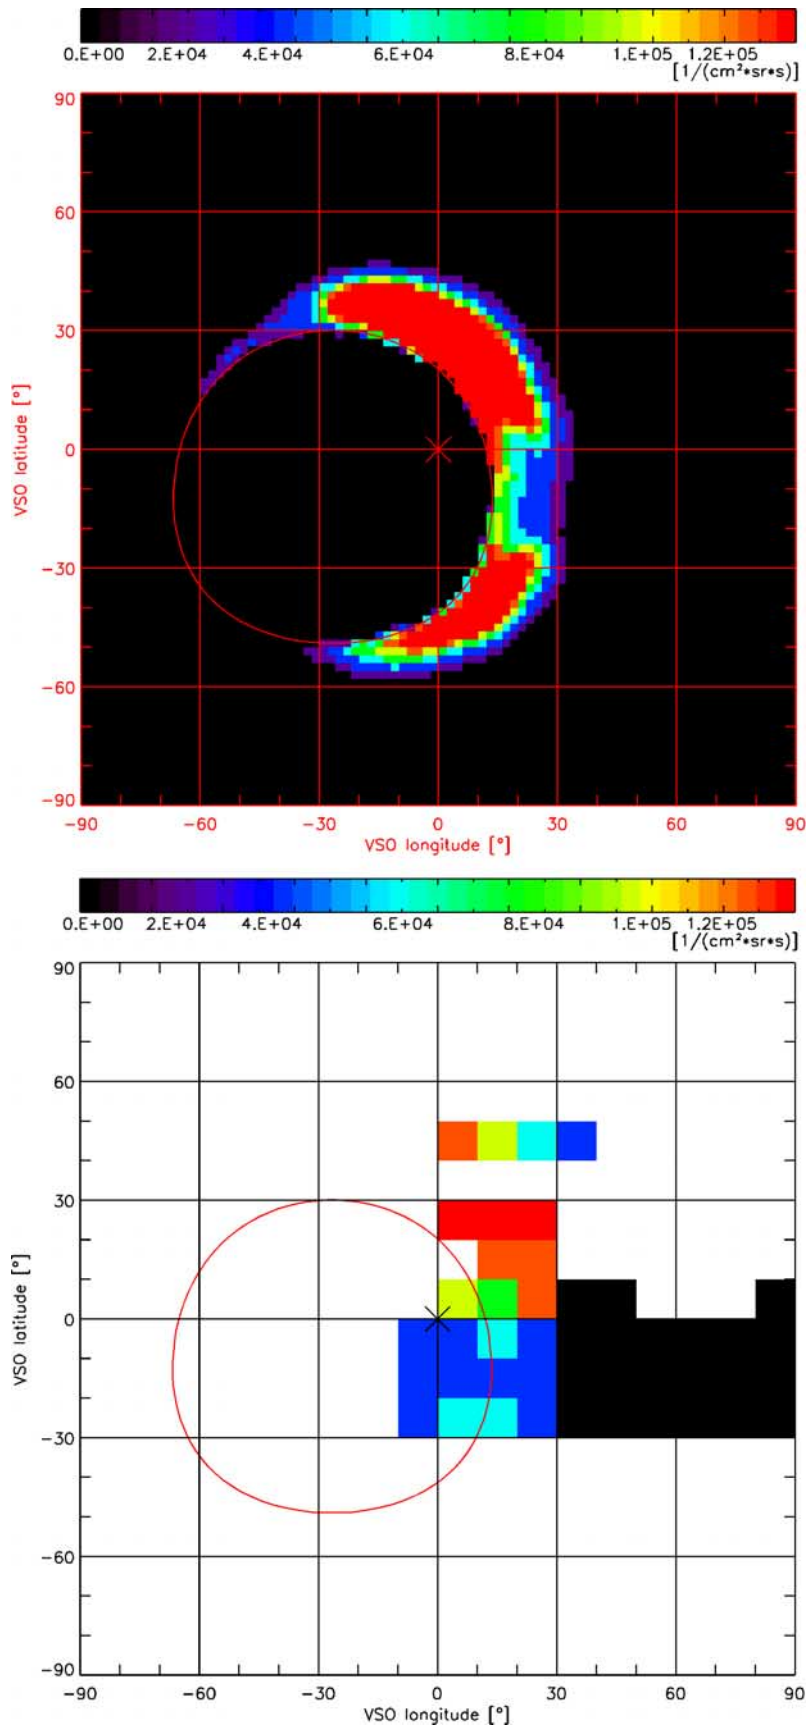 0.E+00 2.E+04 4.E+04 6.E+04 8.E+04 1.E+05 1.2E+05
[1/(cm²*sr*s)]
90
60
30
0
-30
-60
-90
VSO latitude [°]
-90 -60 -30 0 30 60 90
VSO longitude [°]
0.E+00 2.E+04 4.E+04 6.E+04 8.E+04 1.E+05 1.2E+05
[1/(cm²*sr*s)]
90
60
30
0
-30
-60
-90
VSO latitude [°]
-90 -60 -30 0 30 60 90
VSO longitude [°]